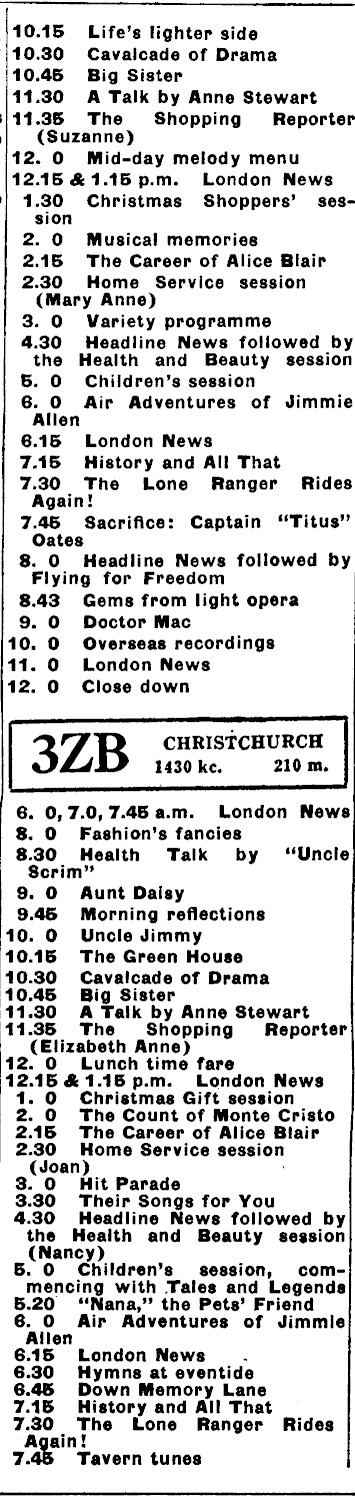 10.15 Life's lighter side
10.30 Cavalcade of Drama
10.45 Big Sister
11.30 A Talk by Anne Stewart
11.35 The Shopping Reporter
(Suzanne)
12. 0 Mid-day melody menu
12.15 & 1.15 p.m. London News
1.30 Christmas Shoppers' ses-
sion
2. 0 Musical memories
2.15 The Career of Alice Blair
2.30 Home Service session
(Mary Anne)
3. 0 Variety programme
4.30 Headline News followed by
the Health and Beauty session
5. 0 Children's session
6. 0 Air Adventures of Jimmie
Allen
6.15 London News
7.15 History and All That
7.30 The Lone Ranger Rides
Again!
7.45 Sacrifice: Captain "Titus"
Oates
8. 0 Headline News followed by
Flying for Freedom
8.43 Gems from light opera
9. 0 Doctor Mac
10. 0 Overseas recordings
11. 0 London News
12. 0 Close down
3ZB CHRISTCHURCH
1430 kc. 210 m.
6. 0, 7.0, 7.45 a.m. London News
8. 0 Fashion's fancies
8.30 Health Talk by "Uncle
Scrim"
9. 0 Aunt Daisy
9.45 Morning reflections
10. 0 Uncle Jimmy
10.15 The Green House
10.30 Cavalcade of Drama
10.45 Big Sister
11.30 A Talk by Anne Stewart
11.35 The Shopping Reporter
(Elizabeth Anne)
12. 0 Lunch time fare
12.15 & 1.15 p.m. London News
1. 0 Christmas Gift session
2. 0 The Count of Monte Cristo
2.15 The Career of Alice Blair
2.30 Home Service session
(Joan)
3. 0 Hit Parade
3.30 Their Songs for You
4.30 Headline News followed by
the Health and Beauty session
(Nancy)
5. 0 Children's session, com-
mencing with Tales and Legends
5.20 "Nana," the Pets' Friend
6. 0 Air Adventures of Jimmie
Allen
6.15 London News
6.30 Hymns at eventide
6.45 Down Memory Lane
7.15 History and All That
7.30 The Lone Ranger Rides
Again!
7.45 Tavern tunes